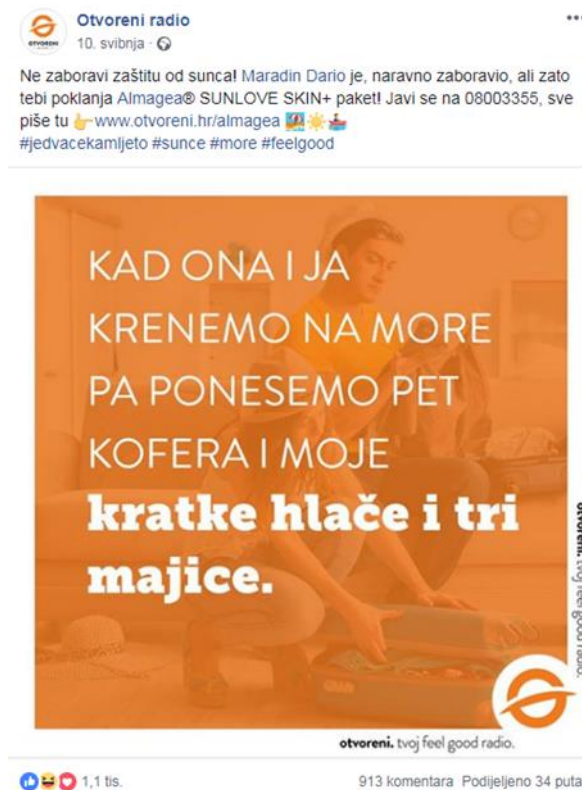 Otvoreni radio
10. svibnja ·
Ne zaboravi zaštitu od sunca! Maradin Dario je, naravno zaboravio, ali zato
tebi poklanja Almagea® SUNLOVE SKIN+ paket! Javi se na 08003355, sve
piše tu 👉www.otvoreni.hr/almagea 🏖️☀️🚣
#jedvacekamljeto #sunce #more #feelgood
KAD ONA I JA
KRENEMO NA MORE
PA PONESEMO PET
KOFERA I MOJE
kratke hlače i tri
majice.
otvoreni. tvoj feel good radio.
otvoreni. tvoj feel good radio.
1,1 tis.
913 komentara Podijeljeno 34 puta
OTVORENI